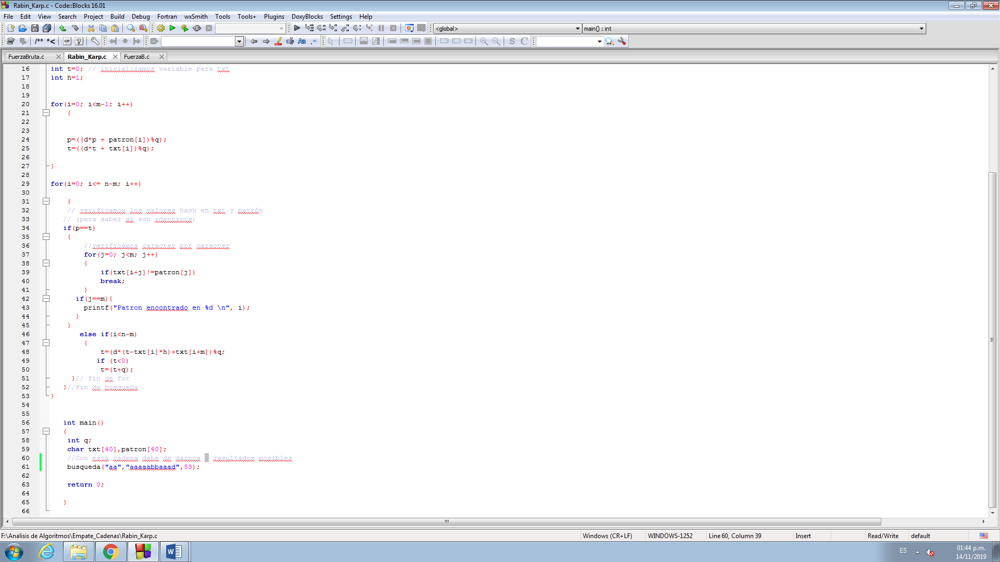 Rabin_Karp.c - Code::Blocks 16.01
File Edit View Search Project Build Debug Fortran wxSmith Tools Tools+ Plugins DoxyBlocks Settings Help
<global> main() : int
/** *< Aa .* S C
FuerzaBruta.c Rabin_Karp.c FuerzaB.c
16 int t=0; // inicializamos variable para txt
17 int h=1;
18
19
20 for(i=0; i<m-1; i++)
21 {
22
23
24 p=((d*p + patron[i])%q);
25 t=((d*t + txt[i])%q);
26
27 }
28
29 for(i=0; i<= n-m; i++)
30
31 {
32 // verificamos los valores hash en txt y patrón
33 // (para saber si son identicos)
34 if(p==t)
35 {
36 //verificamos caracter por caracter
37 for(j=0; j<m; j++)
38 {
39 if(txt[i+j]!=patron[j])
40 break;
41 }
42 if(j==m){
43 printf("Patron encontrado en %d \n", i);
44 }
45 }
46 else if(i<n-m)
47 {
48 t=(d*(t-txt[i]*h)+txt[i+m])%q;
49 if (t<0)
50 t=(t+q);
51 }// fin de for
52 }//fin de busqueda
53 }
54
55
56 int main()
57 {
58 int q;
59 char txt[40],patron[40];
60 //Con esta cadena debe de darnos resultados posibles
61 busqueda("aa","aaaaabbaaad",53);
62
63 return 0;
64
65 }
66
F:\Analisis de Algoritmos\Empate_Cadenas\Rabin_Karp.c Windows (CR+LF) WINDOWS-1252 Line 60, Column 39 Insert Read/Write default
ES 01:44 p.m.
14/11/2019